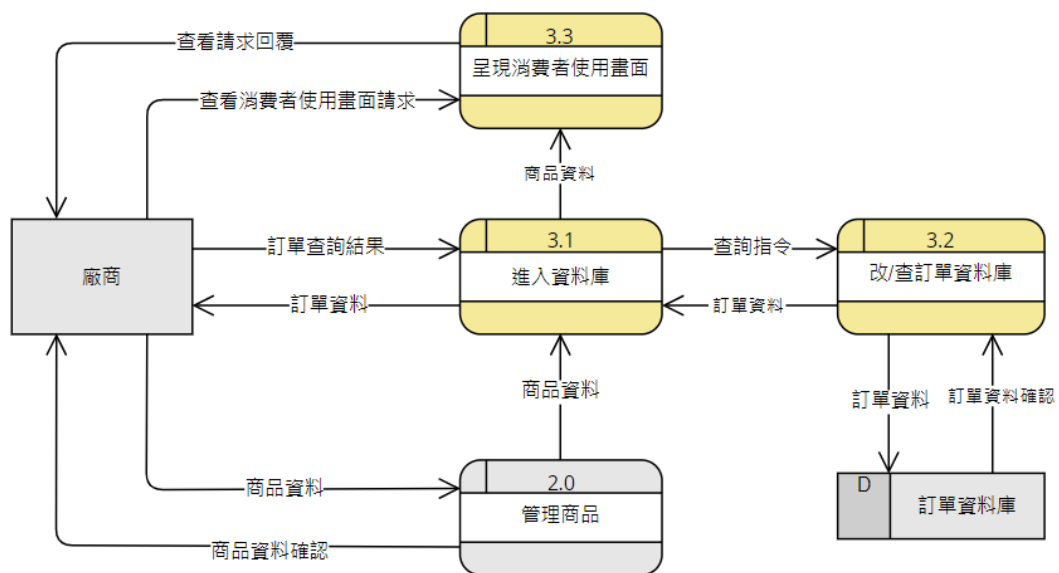 3.3
查看請求回覆
呈現消費者使用畫面
查看消費者使用畫面請求
商品資料
3.1
3.2
訂單查詢結果
查詢指令
廠商
進入資料庫
改/查訂單資料庫
訂單資料
訂單資料
商品資料
訂單資料
訂單資料確認
2.0
商品資料
D
訂單資料庫
管理商品
商品資料確認